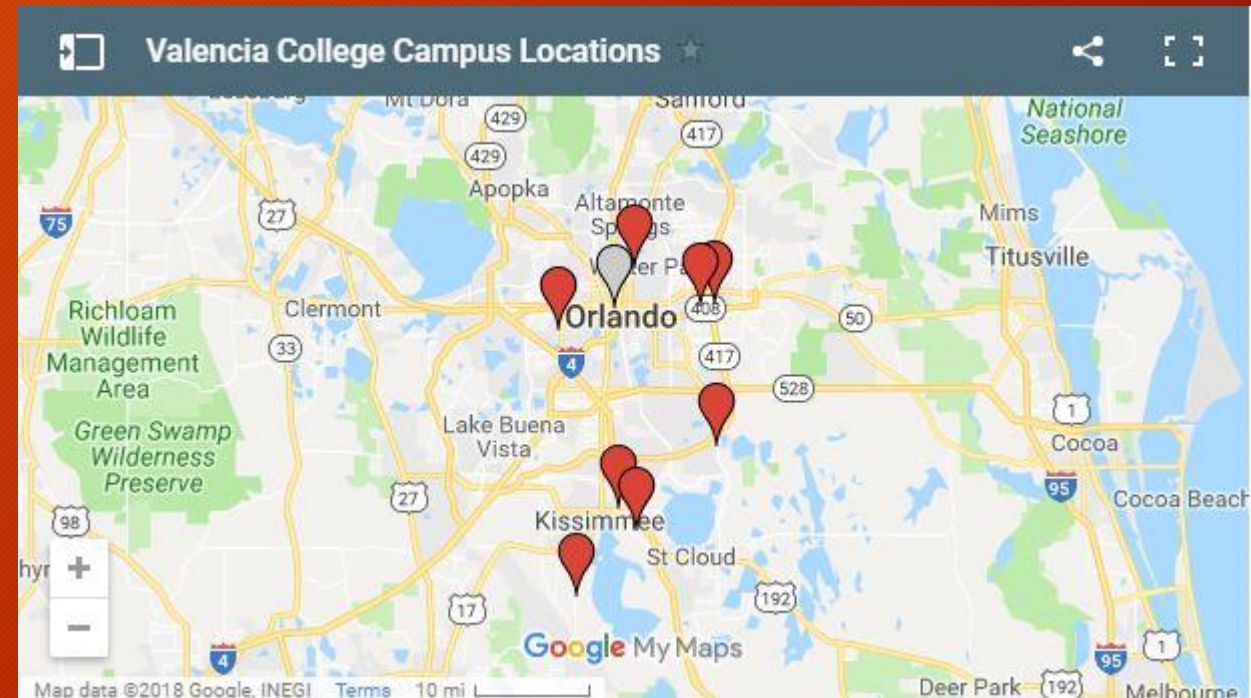 Valencia College Campus Locations
Mt Dora
Sanford
National
Seashore
429
417
429
Apopka
Altamonte
Springs
27
75
Mims
Titusville
Richloam
Wildlife
Management
Area
Clermont
Orlando
408
50
33
4
417
528
1
Green Swamp
Wilderness
Preserve
Lake Buena
Vista
Cocoa
95
Cocoa Beach
27
98
Kissimmee
St Cloud
192
17
+
−
Google My Maps
4
95
1
Map data ©2018 Google, INEGI
Terms
10 mi
Deer Park
192
Melbourne